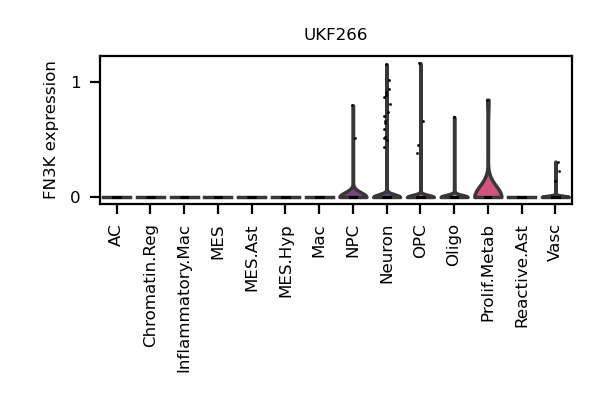 UKF266
FN3K expression
1
0
AC
Chromatin.Reg
Inflammatory.Mac
MES
MES.Ast
MES.Hyp
Mac
NPC
Neuron
OPC
Oligo
Prolif.Metab
Reactive.Ast
Vasc